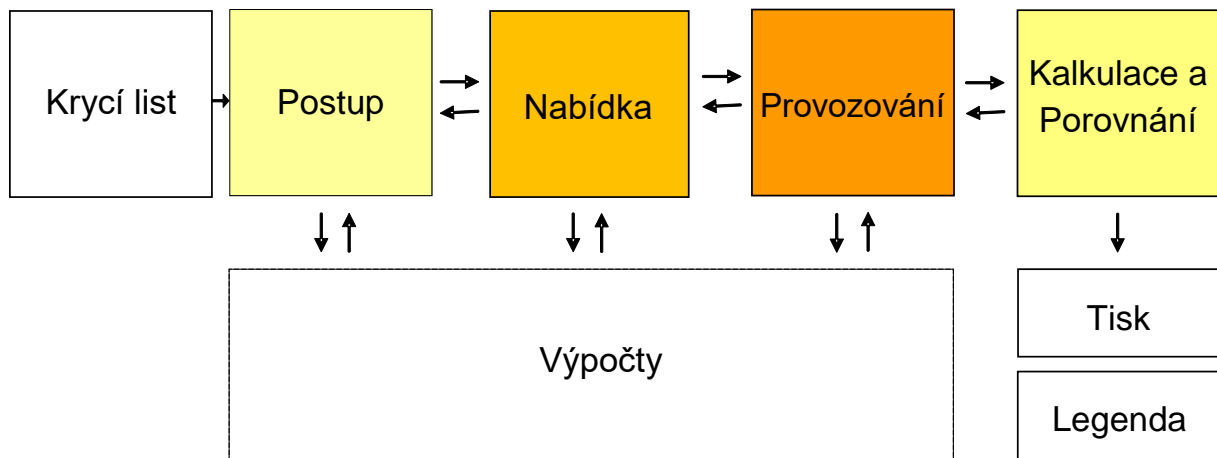 Krycí list
Postup
Nabídka
Provozování
Kalkulace a
Porovnání
Výpočty
Tisk
Legenda